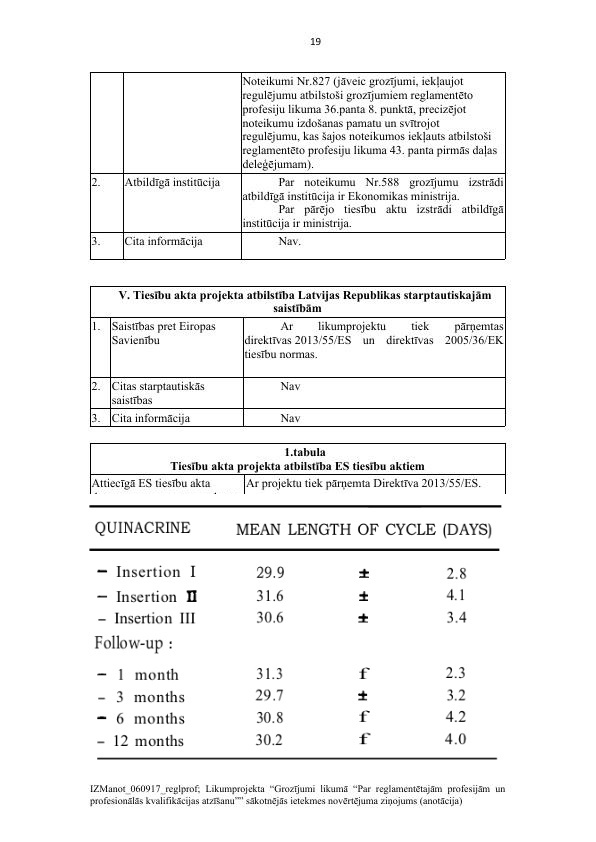 19
Noteikumi Nr.827 (jāveic grozījumi, iekļaujot
regulējumu atbilstoši grozījumiem reglamentēto
profesiju likuma 36.panta 8. punktā, precizējot
noteikumu izdošanas pamatu un svītrojot
regulējumu, kas šajos noteikumos iekļauts atbilstoši
reglamentēto profesiju likuma 43. panta pirmās daļas
deleģējumam).
2. Atbildīgā institūcija Par noteikumu Nr.588 grozījumu izstrādi
atbildīgā institūcija ir Ekonomikas ministrija.
Par pārējo tiesību aktu izstrādi atbildīgā
institūcija ir ministrija.
3. Cita informācija Nav.
V. Tiesību akta projekta atbilstība Latvijas Republikas starptautiskajām
saistībām
1. Saistības pret Eiropas Ar likumprojektu tiek pārņemtas
Savienību direktīvas 2013/55/ES un direktīvas 2005/36/EK
tiesību normas.
2. Citas starptautiskās Nav
saistības
3. Cita informācija Nav
1.tabula
Tiesību akta projekta atbilstība ES tiesību aktiem
Attiecīgā ES tiesību akta Ar projektu tiek pārņemta Direktīva 2013/55/ES.
QUINACRINE MEAN LENGTH OF CYCLE (DAYS)
– Insertion I 29.9 ± 2.8
– Insertion II 31.6 ± 4.1
– Insertion III 30.6 ± 3.4
Follow-up :
– 1 month 31.3 f 2.3
– 3 months 29.7 ± 3.2
– 6 months 30.8 f 4.2
– 12 months 30.2 f 4.0
IZManot_060917_reglprof; Likumprojekta “Grozījumi likumā “Par reglamentētajām profesijām un
profesionālās kvalifikācijas atzīšanu”” sākotnējās ietekmes novērtējuma ziņojums (anotācija)